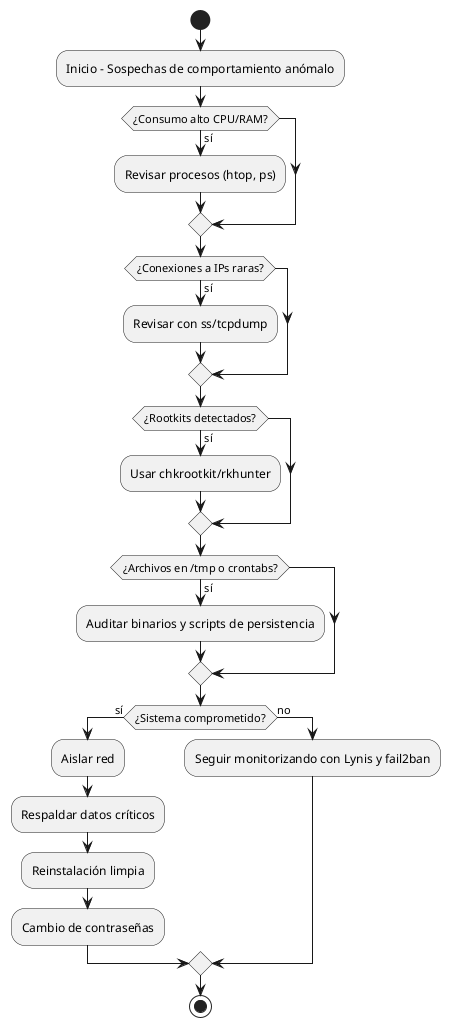 Inicio - Sospechas de comportamiento anómalo
¿Consumo alto CPU/RAM?
sí
Revisar procesos (htop, ps)
¿Conexiones a IPs raras?
sí
Revisar con ss/tcpdump
¿Rootkits detectados?
sí
Usar chkrootkit/rkhunter
¿Archivos en /tmp o crontabs?
sí
Auditar binarios y scripts de persistencia
sí
¿Sistema comprometido?
no
Aislar red
Seguir monitorizando con Lynis y fail2ban
Respaldar datos críticos
Reinstalación limpia
Cambio de contraseñas